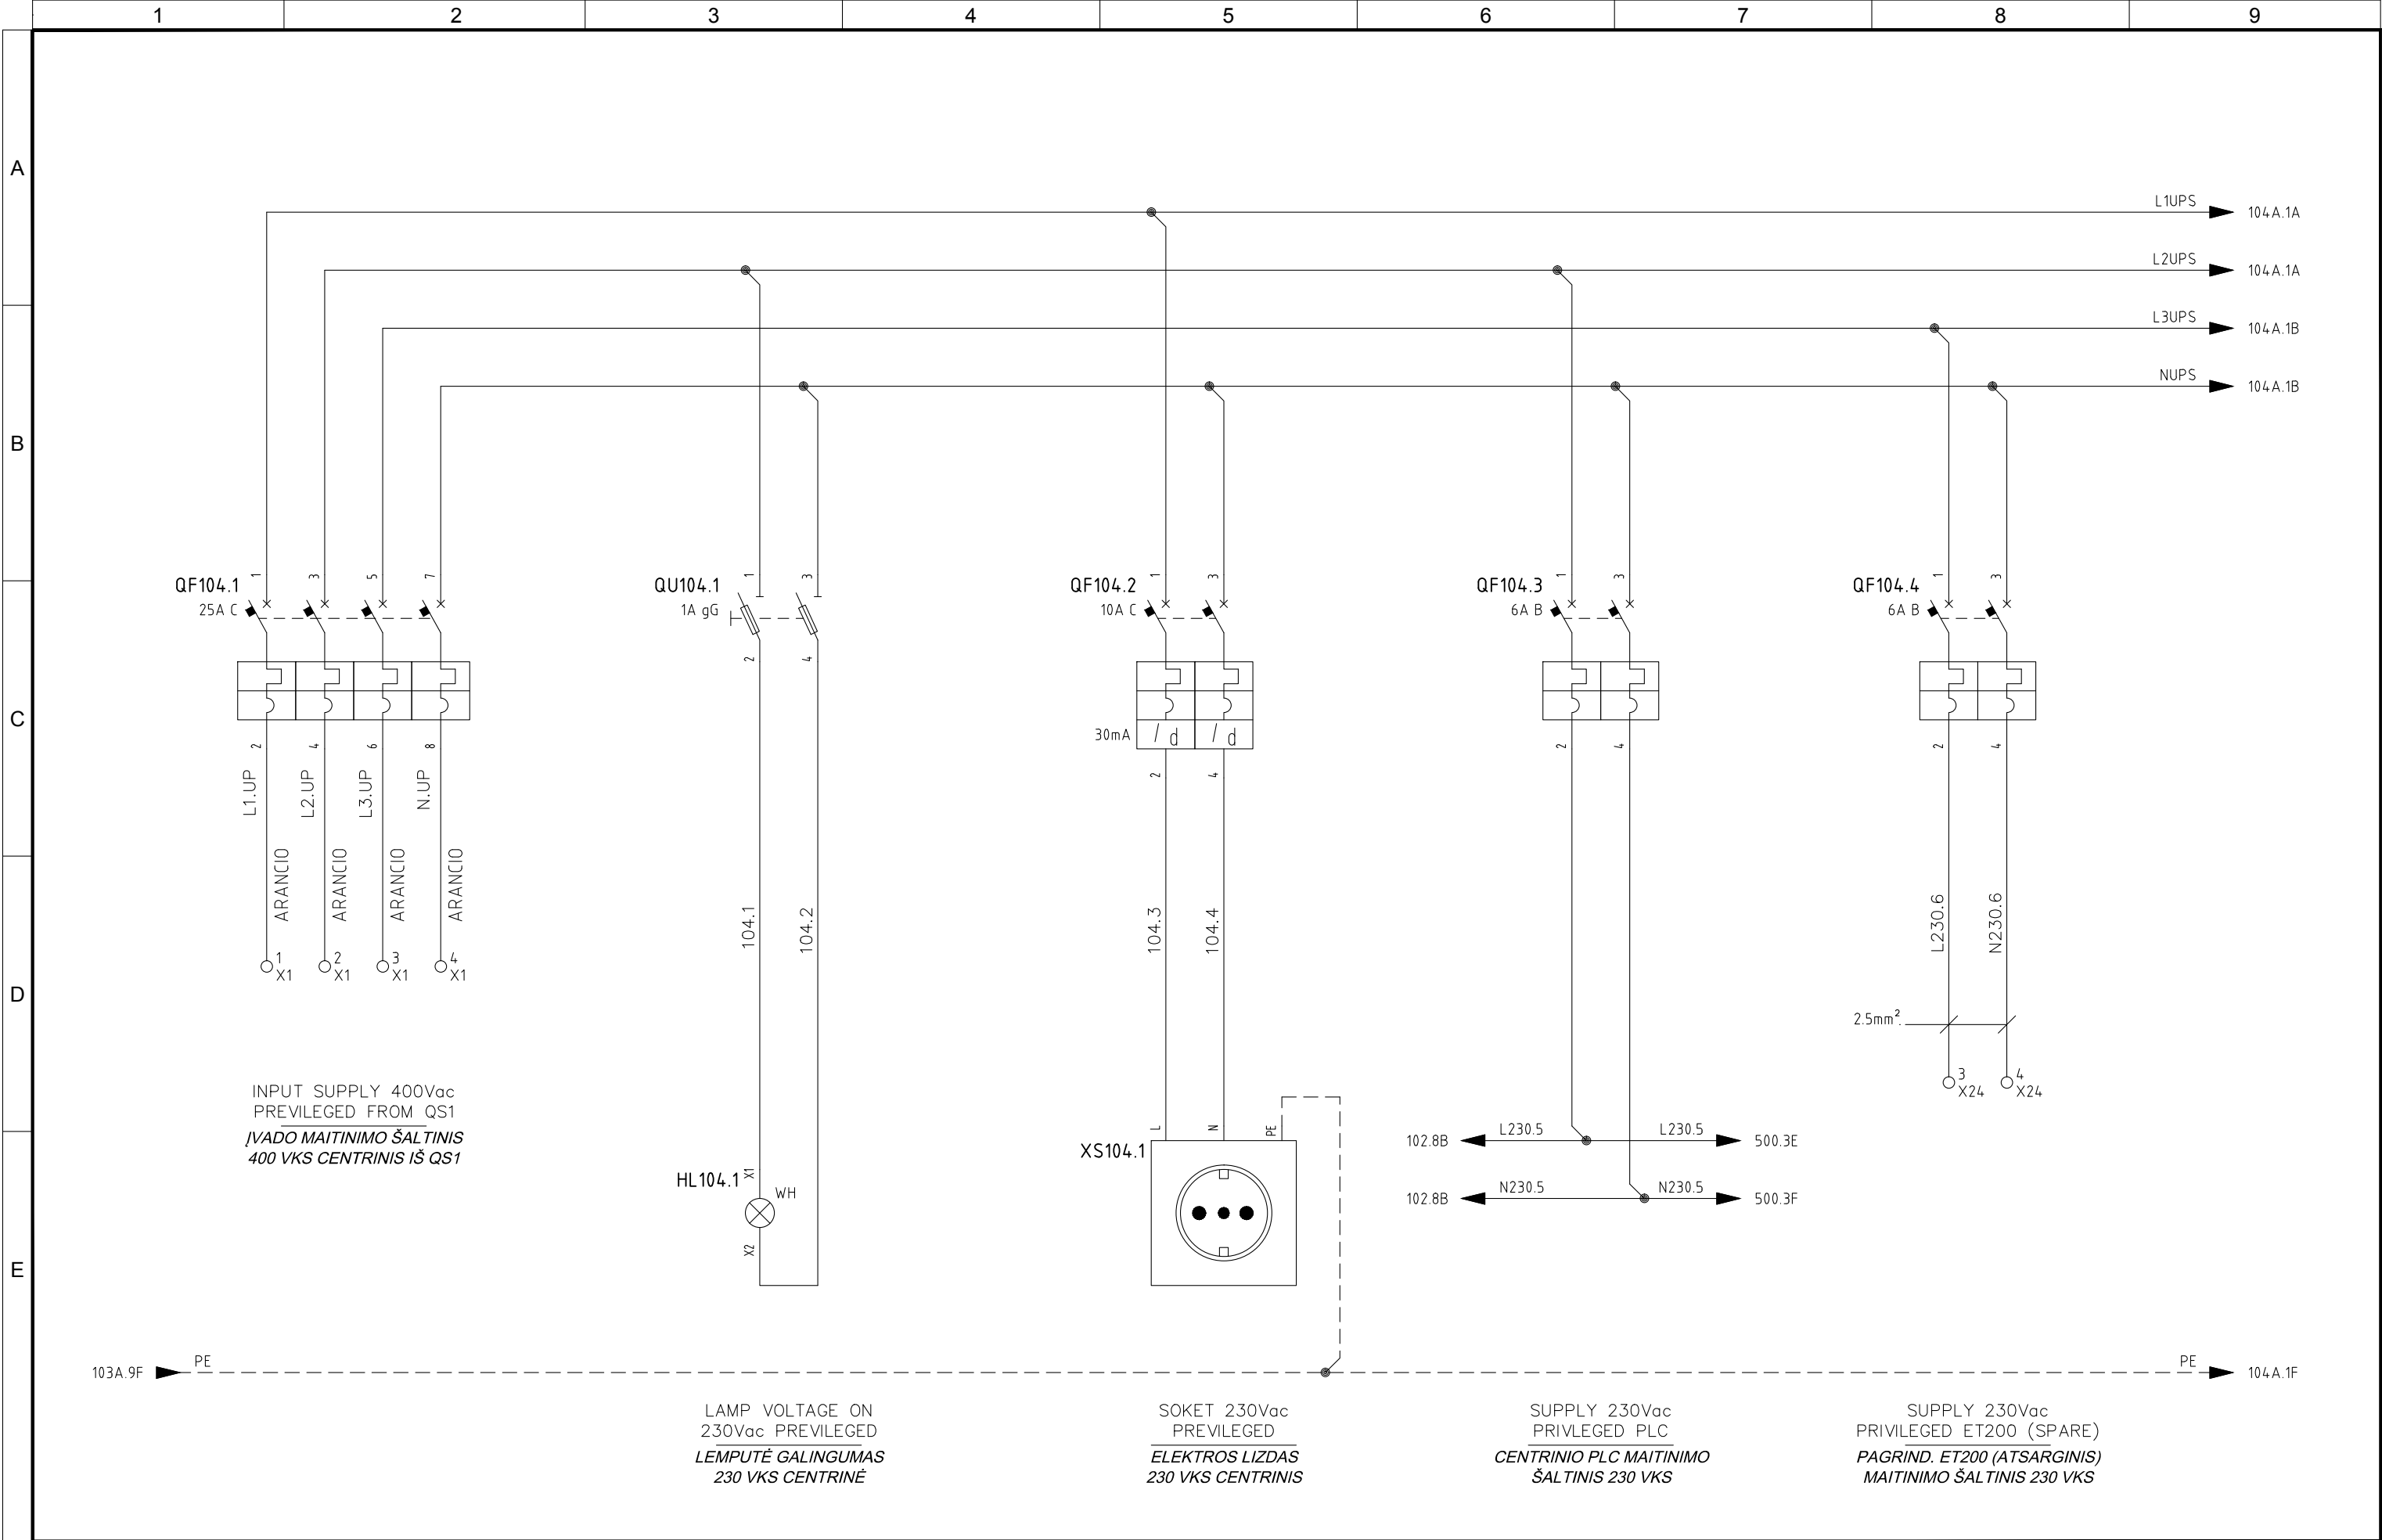 1 2 3 4 5 6 7 8 9
A
B
C
D
E
L1UPS 104A.1A
L2UPS 104A.1A
L3UPS 104A.1B
NUPS 104A.1B
QF104.1 1 3 5 7
25A C
2 4 6 8
L1.UP L2.UP L3.UP N.UP
ARANCIO ARANCIO ARANCIO ARANCIO
1 2 3 4
X1 X1 X1 X1
INPUT SUPPLY 400Vac
PREVILEGED FROM QS1
ĮVADO MAITINIMO ŠALTINIS
400 VKS CENTRINIS IŠ QS1
QU104.1 1 3
1A gG
2 4
104.1 104.2
HL104.1 X1
WH
X2
QF104.2 1 3
10A C
30mA / d / d
2 4
104.3 104.4
L N PE
XS104.1
QF104.3 1 3
6A B
2 4
102.8B L230.5 L230.5 500.3E
102.8B N230.5 N230.5 500.3F
QF104.4 1 3
6A B
2 4
L230.6 N230.6
2.5mm².
3 4
X24 X24
103A.9F PE PE 104A.1F
LAMP VOLTAGE ON
230Vac PREVILEGED
LEMPUTĖ GALINGUMAS
230 VKS CENTRINĖ
SOKET 230Vac
PREVILEGED
ELEKTROS LIZDAS
230 VKS CENTRINIS
SUPPLY 230Vac
PRIVLEGED PLC
CENTRINIO PLC MAITINIMO
ŠALTINIS 230 VKS
SUPPLY 230Vac
PRIVILEGED ET200 (SPARE)
PAGRIND. ET200 (ATSARGINIS)
MAITINIMO ŠALTINIS 230 VKS